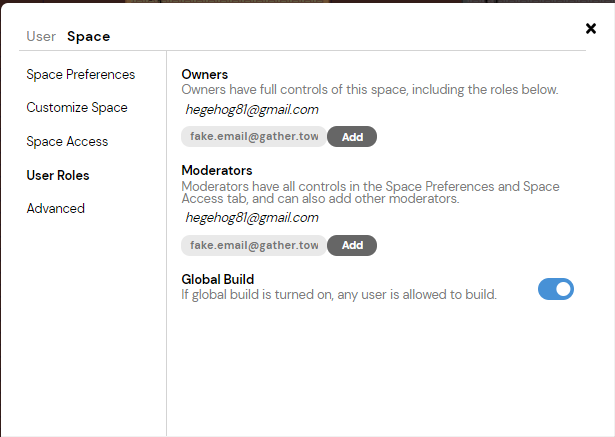 User Space
Space Preferences
Customize Space
Space Access
User Roles
Advanced
Owners
Owners have full controls of this space, including the roles below.
hegehog81@gmail.com
fake.email@gather.tow
Add
Moderators
Moderators have all controls in the Space Preferences and Space
Access tab, and can also add other moderators.
hegehog81@gmail.com
fake.email@gather.tow
Add
Global Build
If global build is turned on, any user is allowed to build.